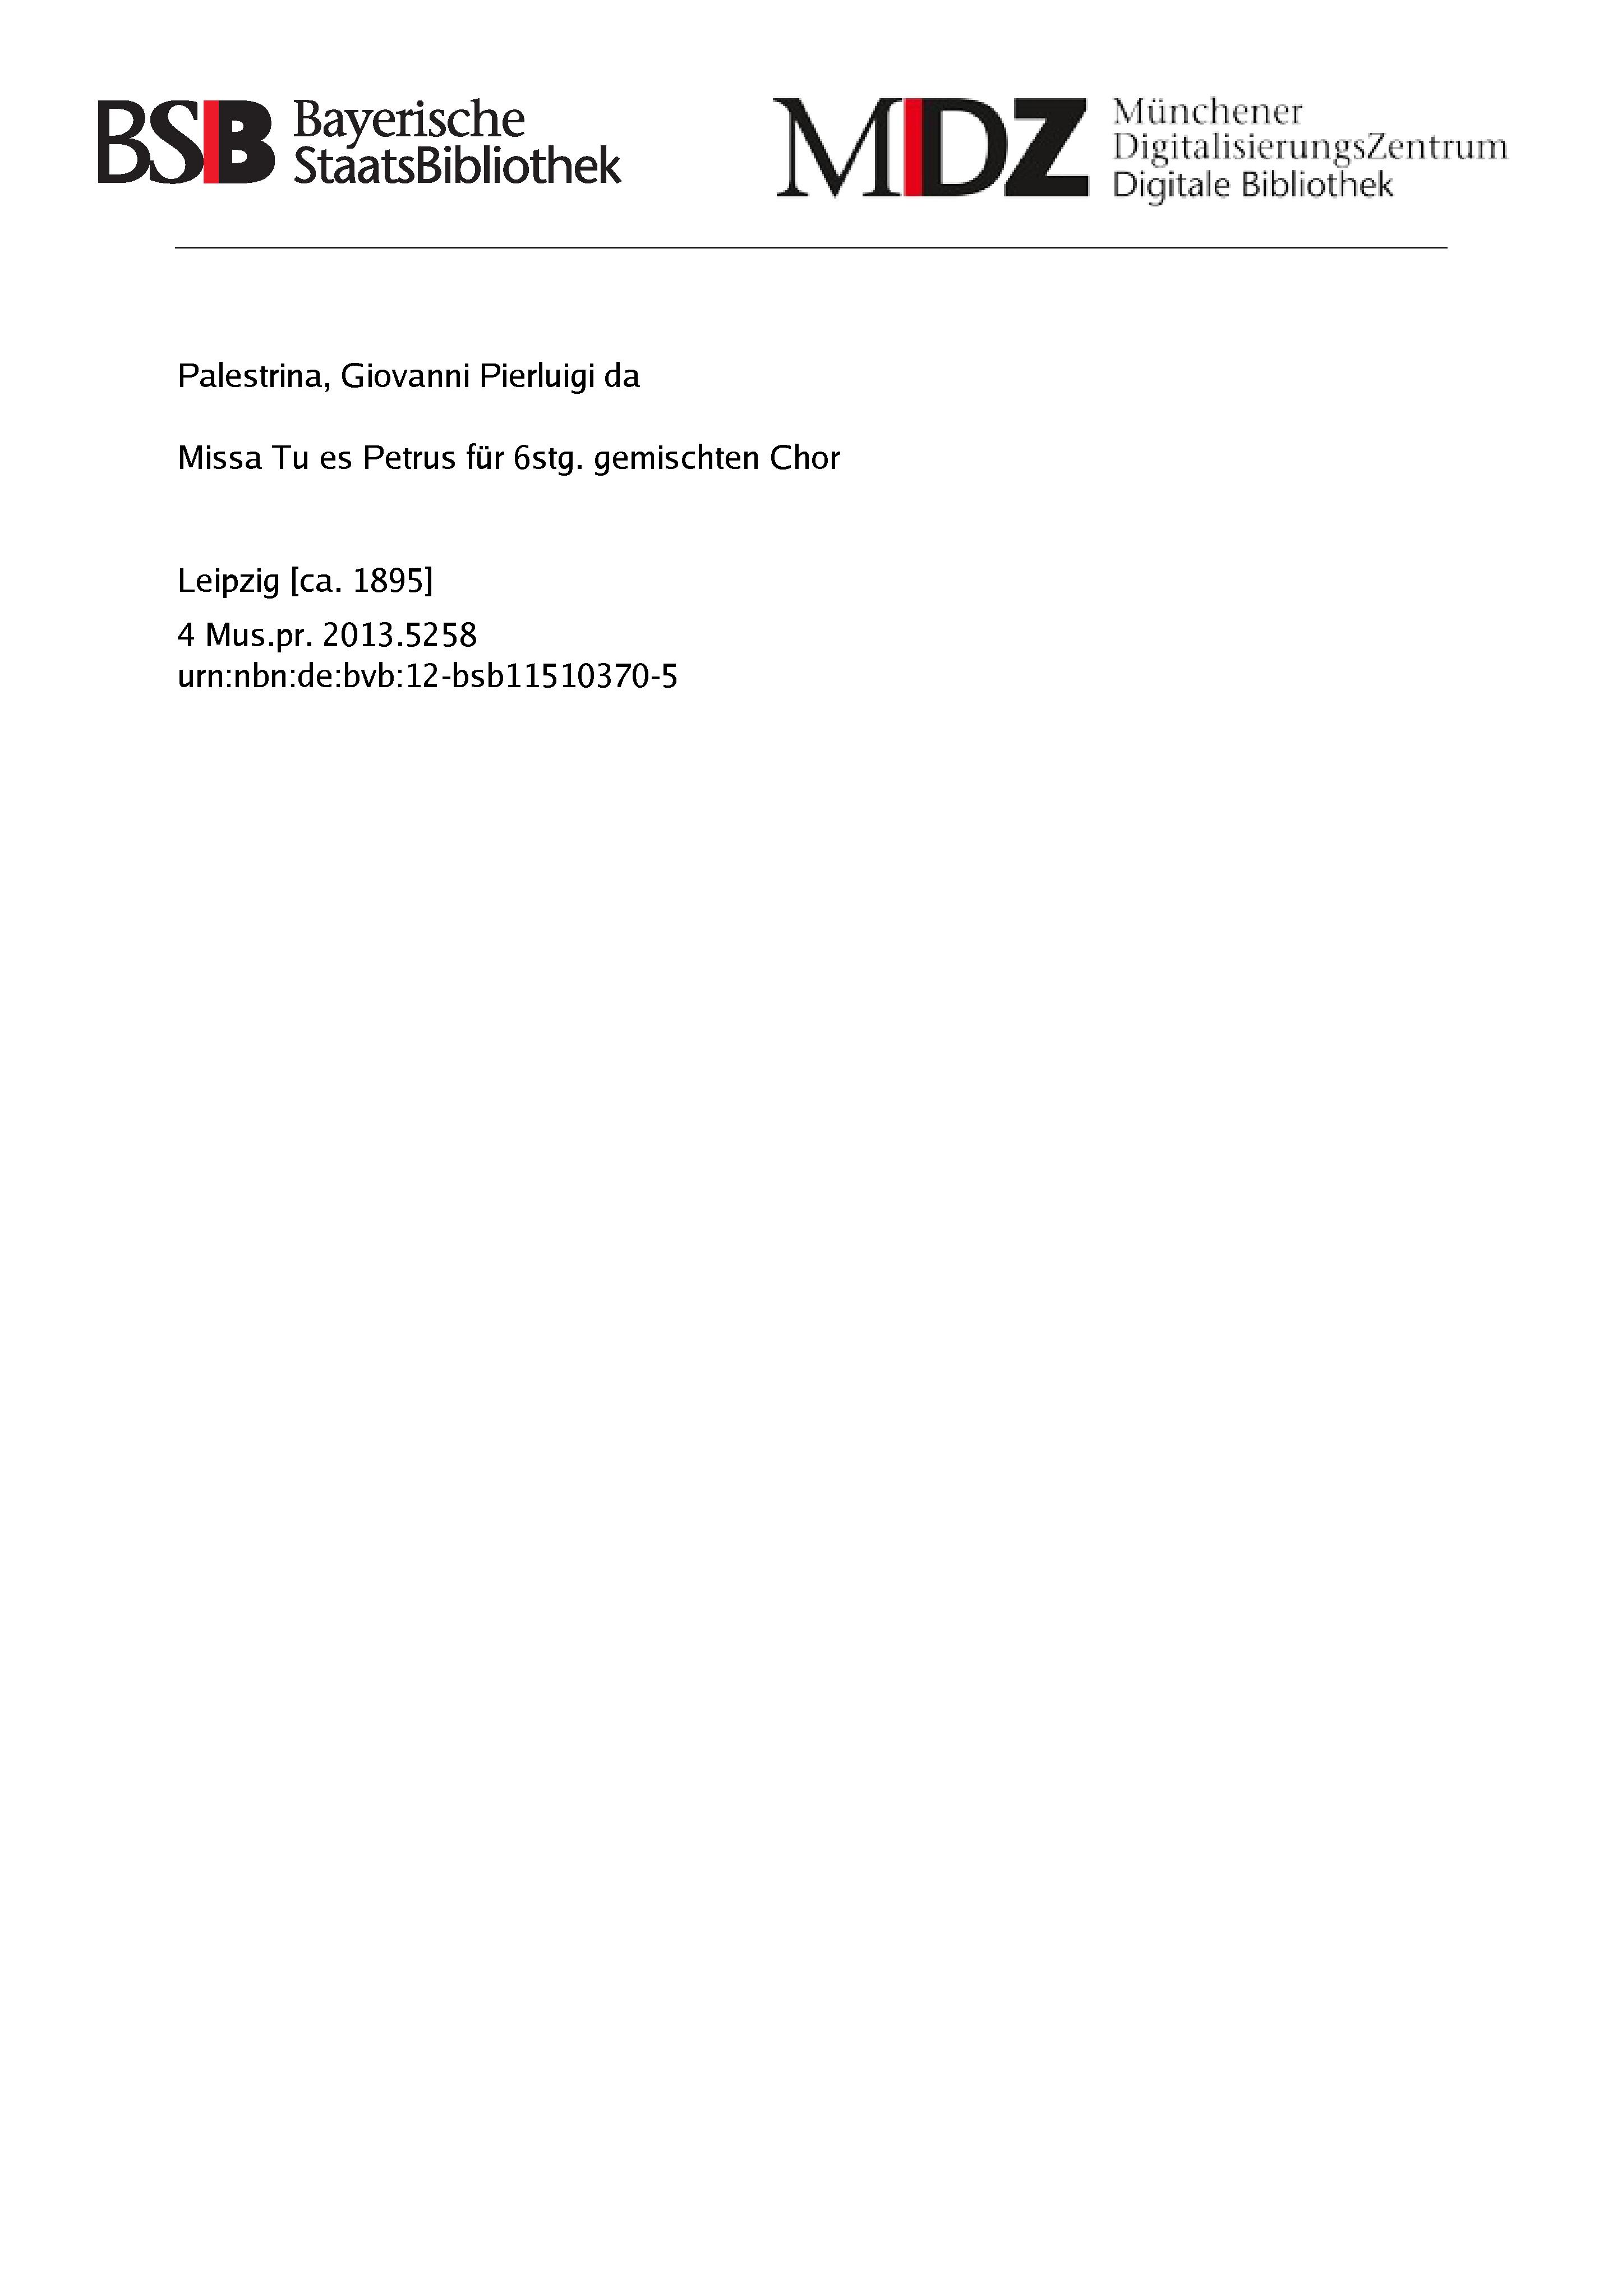 BSB Bayerische
StaatsBibliothek
MDZ Münchener
DigitalisierungsZentrum
Digitale Bibliothek
Palestrina, Giovanni Pierluigi da
Missa Tu es Petrus für 6stg. gemischten Chor
Leipzig [ca. 1895]
4 Mus.pr. 2013.5258
urn:nbn:de:bvb:12-bsb11510370-5